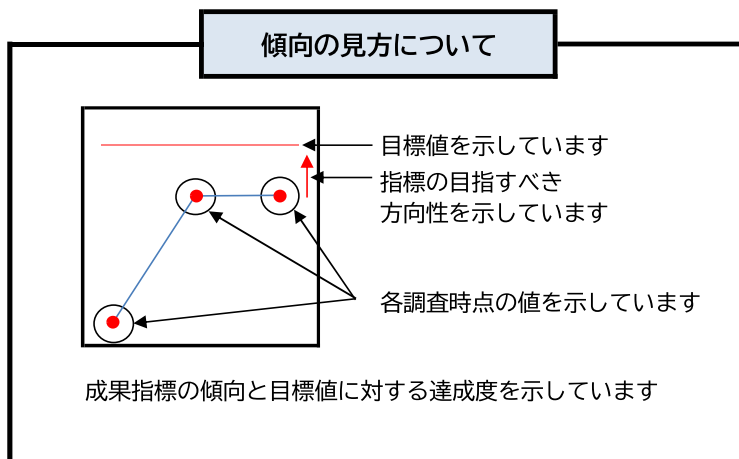 傾向の見方について
目標値を示しています
指標の目指すべき
方向性を示しています
各調査時点の値を示しています
成果指標の傾向と目標値に対する達成度を示しています